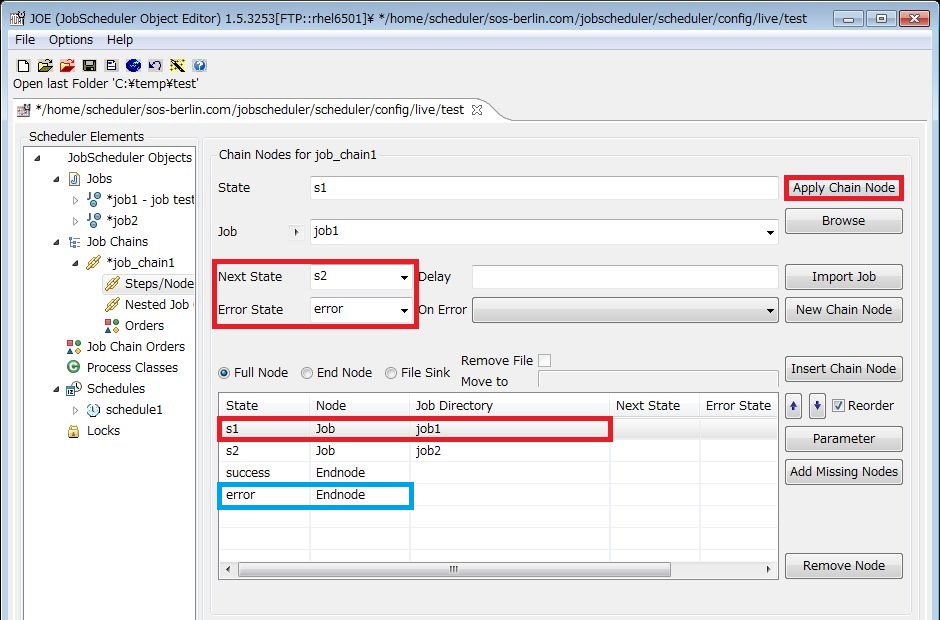 JOE (JobScheduler Object Editor) 1.5.3253[FTP::rhel6501]¥ */home/scheduler/sos-berlin.com/jobscheduler/scheduler/config/live/test
File Options Help
Open last Folder 'C:¥temp¥test'
*/home/scheduler/sos-berlin.com/jobscheduler/scheduler/config/live/test
Scheduler Elements
JobScheduler Objects
Jobs
*job1 - job test
*job2
Job Chains
*job_chain1
Steps/Node
Nested Job
Orders
Job Chain Orders
Process Classes
Schedules
schedule1
Locks
Chain Nodes for job_chain1
State s1 Apply Chain Node
Browse
Job job1
Next State s2 Delay Import Job
Error State error On Error New Chain Node
Remove File
Full Node End Node File Sink Insert Chain Node
Move to
State Node Job Directory Next State Error State Reorder
s1 Job job1
Parameter
s2 Job job2
success Endnode Add Missing Nodes
error Endnode
Remove Node